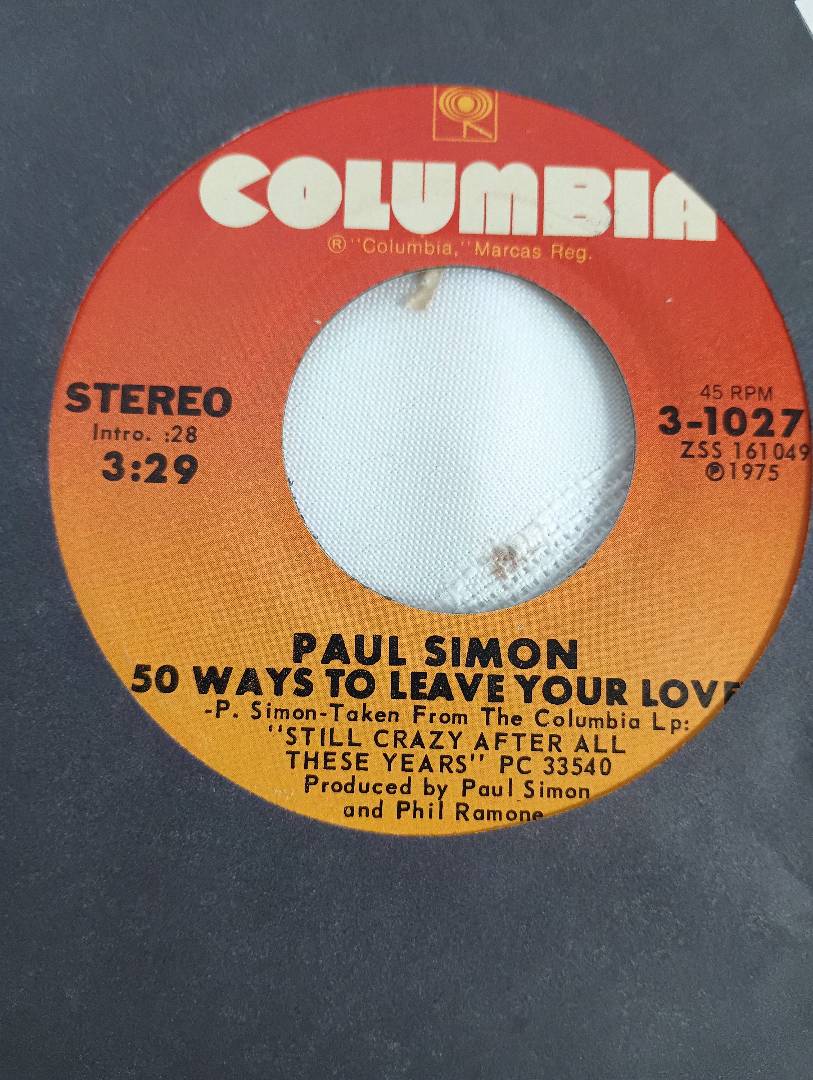 COLUMBIA
® "Columbia," Marcas Reg.
STEREO
Intro. :28
3:29
45 RPM
3-1027
ZSS 161049
℗1975
PAUL SIMON
50 WAYS TO LEAVE YOUR LOVE
-P. Simon-Taken From The Columbia Lp:
"STILL CRAZY AFTER ALL
THESE YEARS" PC 33540
Produced by Paul Simon
and Phil Ramone